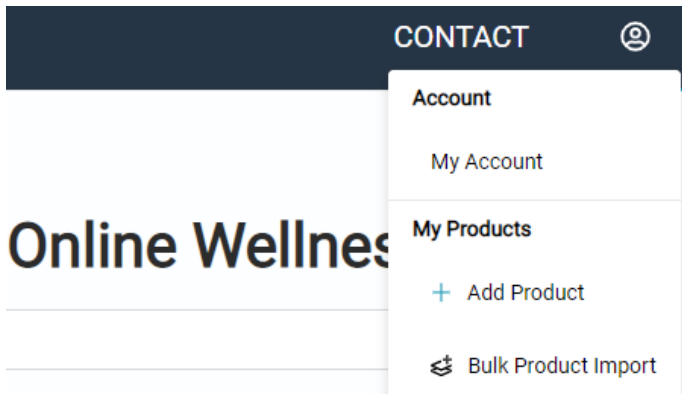 CONTACT
Account
My Account
Online Wellnes
My Products
Add Product
Bulk Product Import